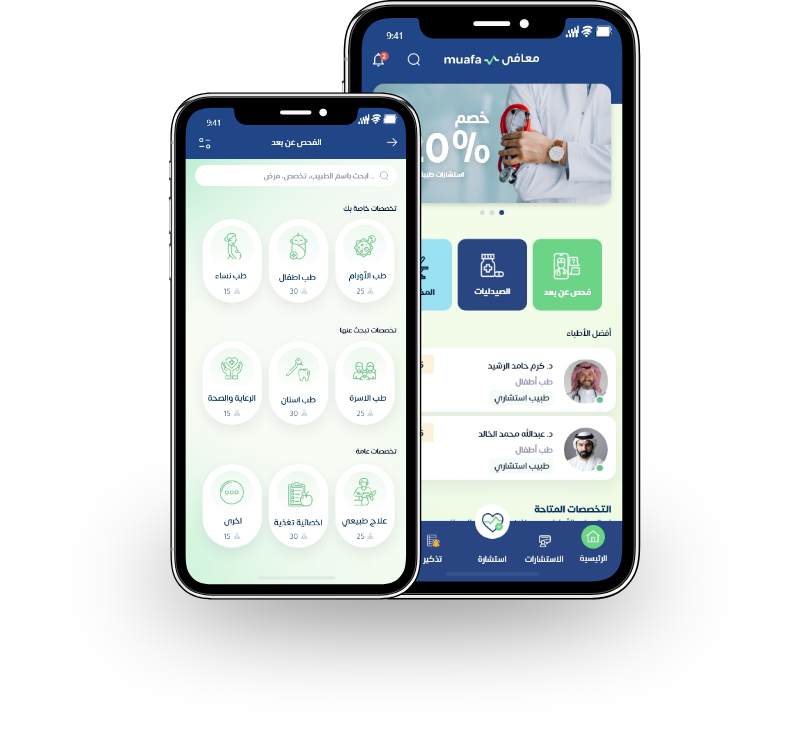 9:41
معافى muafa
2
خصم
0%
استشارات
الصيدليات
فحص عن بعد
أفضل الأطباء
د. كرم حامد الرشيد
طب أطفال
طبيب استشاري
د. عبدالله محمد الخالد
طب أطفال
طبيب استشاري
التخصصات المتاحة
الرئيسية
الاستشارات
استشارة
تذكير
9:41
الفحص عن بعد
ابحث باسم الطبيب، تخصص، مرض ..
تخصصات خاصة بك
طب الأورام
25
طب اطفال
30
طب نساء
15
تخصصات تبحث عنها
طب الاسرة
25
طب اسنان
30
الرعاية والصحة
15
تخصصات عامة
علاج طبيعي
25
اخصائية تغذية
30
اخرى
15